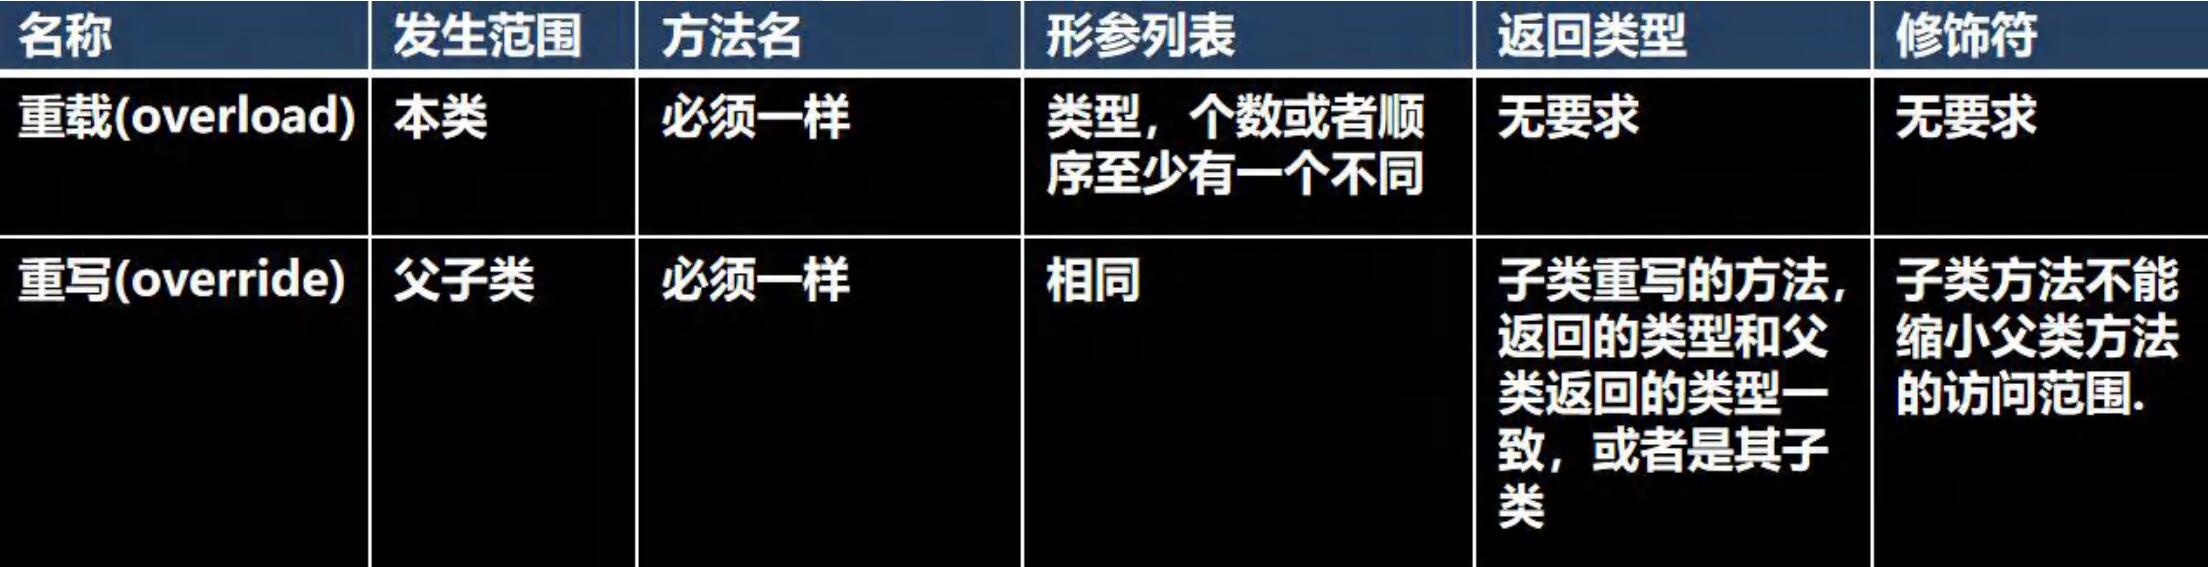 名称 发生范围 方法名 形参列表 返回类型 修饰符
重载(overload) 本类 必须一样 类型，个数或者顺 无要求 无要求
序至少有一个不同
重写(override) 父子类 必须一样 相同 子类重写的方法， 子类方法不能
返回的类型和父 缩小父类方法
类返回的类型一 的访问范围.
致，或者是其子
类